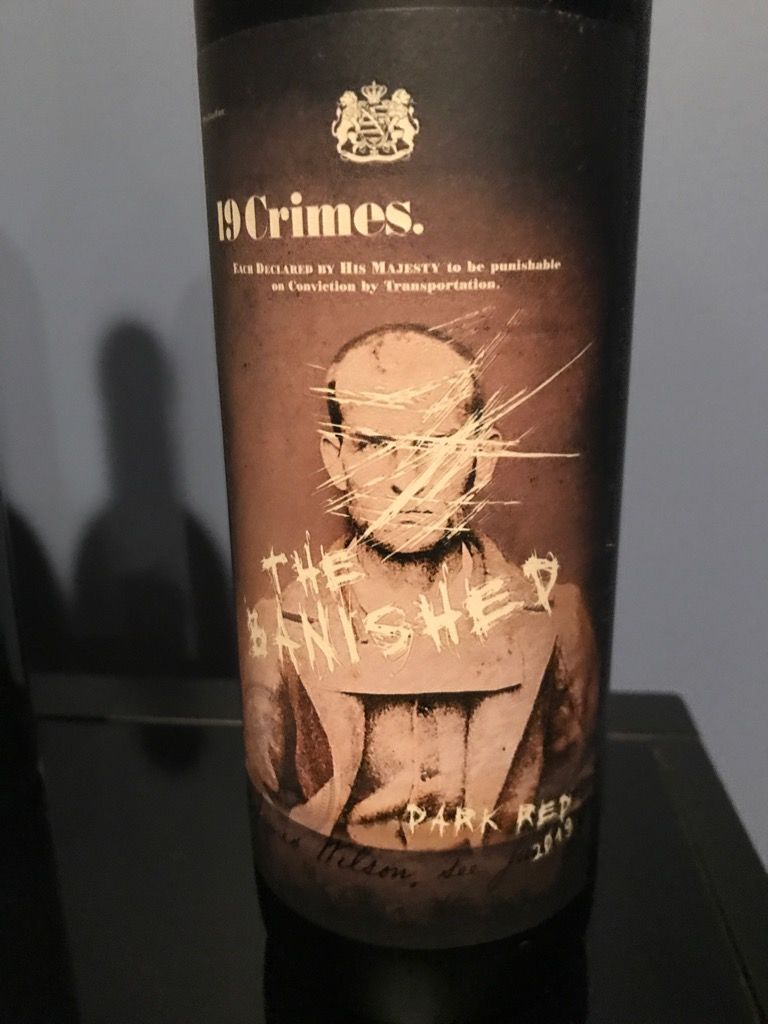 19 Crimes.
Each Declared by His Majesty to be punishable
on Conviction by Transportation.
THE
BANISHED
DARK RED
2019
Wilson, see